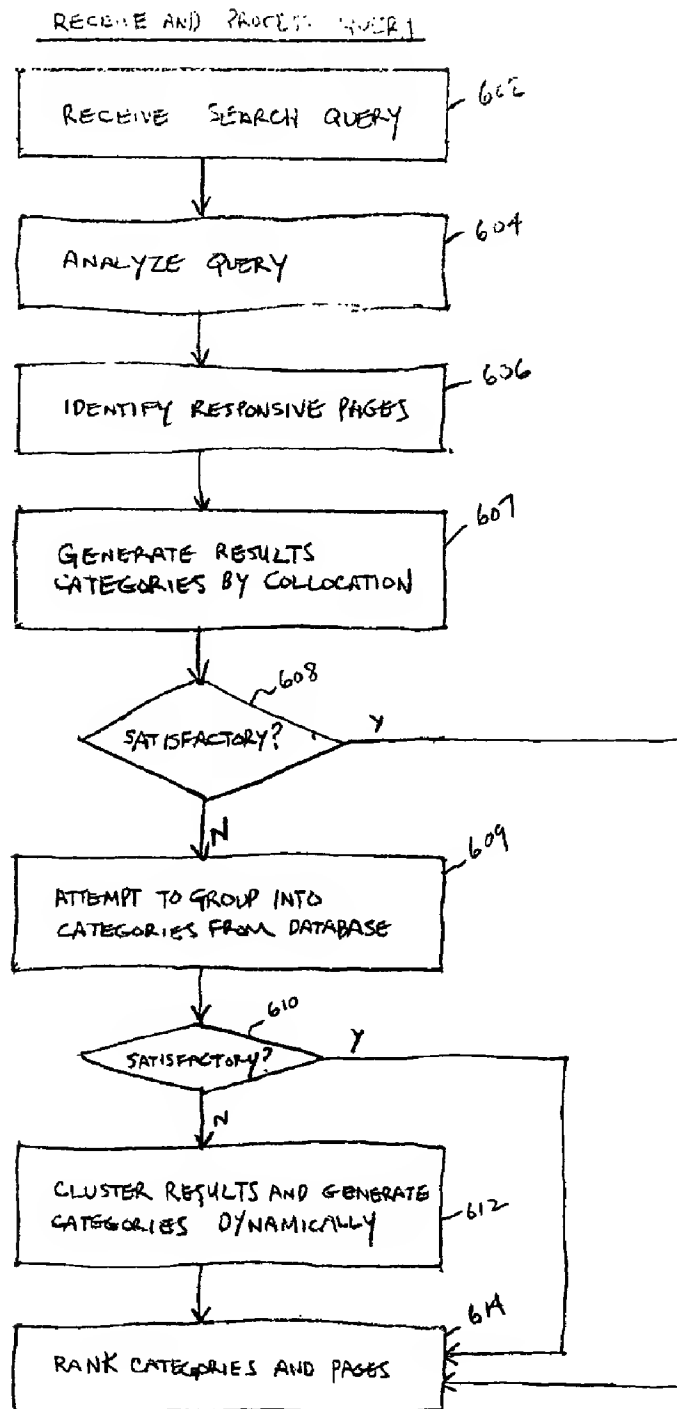 RECEIVE AND PROCESS QUERY
RECEIVE SEARCH QUERY
602
ANALYZE QUERY
604
IDENTIFY RESPONSIVE PAGES
606
GENERATE RESULTS
CATEGORIES BY COLLOCATION
607
608
SATISFACTORY?
Y
N
609
ATTEMPT TO GROUP INTO
CATEGORIES FROM DATABASE
610
SATISFACTORY?
Y
N
CLUSTER RESULTS AND GENERATE
CATEGORIES DYNAMICALLY
612
614
RANK CATEGORIES AND PAGES